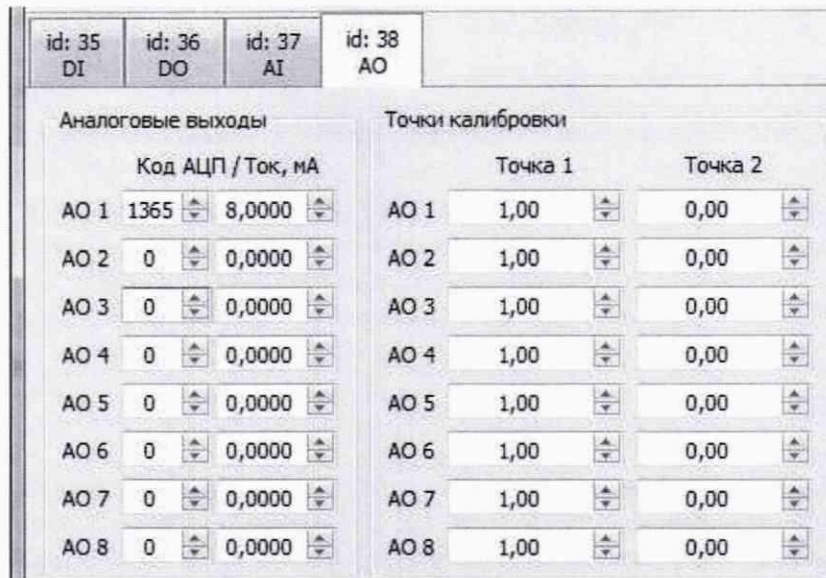 id: 35 id: 36 id: 37 id: 38
DI DO AI AO
Аналоговые выходы Точки калибровки
Код АЦП / Ток, мА Точка 1 Точка 2
AO 1 1365 8,0000 AO 1 1,00 0,00
AO 2 0 0,0000 AO 2 1,00 0,00
AO 3 0 0,0000 AO 3 1,00 0,00
AO 4 0 0,0000 AO 4 1,00 0,00
AO 5 0 0,0000 AO 5 1,00 0,00
AO 6 0 0,0000 AO 6 1,00 0,00
AO 7 0 0,0000 AO 7 1,00 0,00
AO 8 0 0,0000 AO 8 1,00 0,00